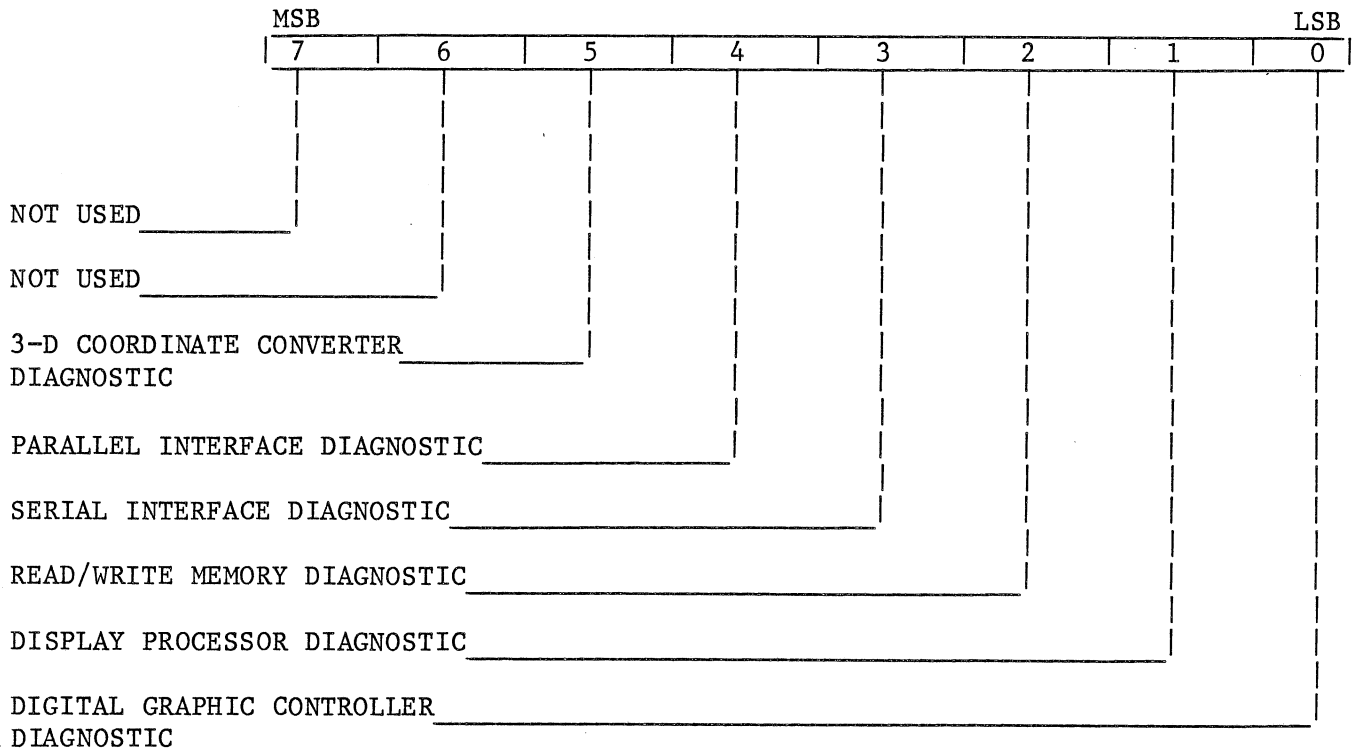 MSB LSB
7 6 5 4 3 2 1 0
NOT USED
NOT USED
3-D COORDINATE CONVERTER
DIAGNOSTIC
PARALLEL INTERFACE DIAGNOSTIC
SERIAL INTERFACE DIAGNOSTIC
READ/WRITE MEMORY DIAGNOSTIC
DISPLAY PROCESSOR DIAGNOSTIC
DIGITAL GRAPHIC CONTROLLER
DIAGNOSTIC